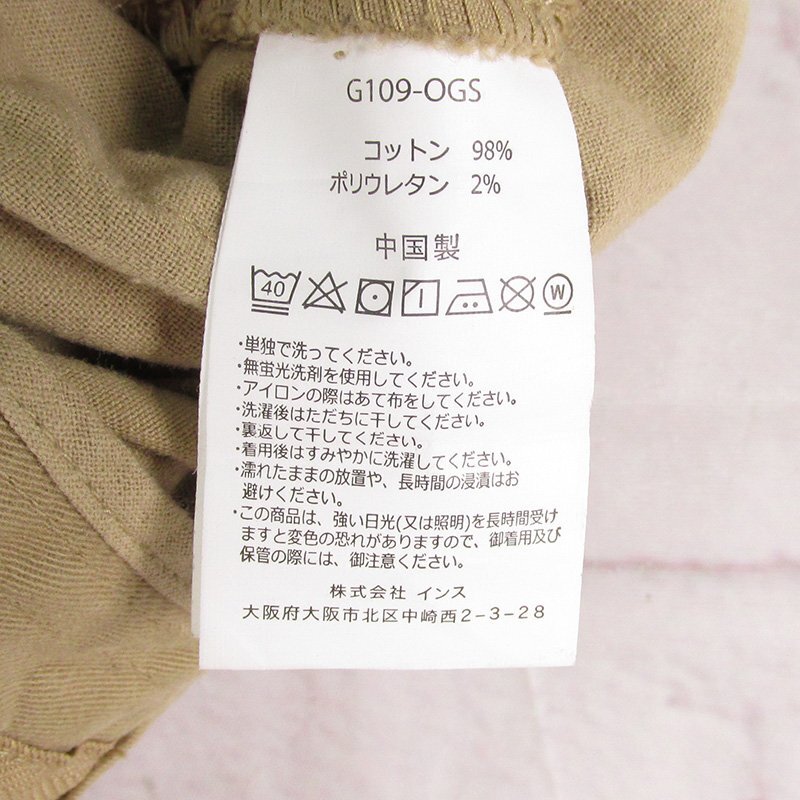 G109-OGS
コットン 98%
ポリウレタン 2%
中国製
40 W
・単独で洗ってください。
・無蛍光洗剤を使用してください。
・アイロンの際はあて布をしてください。
・洗濯後はただちに干してください。
・裏返して干してください。
・着用後はすみやかに洗濯してください。
・濡れたままの放置や、長時間の浸漬はお
避けください。
・この商品は、強い日光(又は照明)を長時間受け
ますと変色の恐れがありますので、御着用及び
保管の際には、御注意ください。
株式会社 インス
大阪府大阪市北区中崎西2-3-28